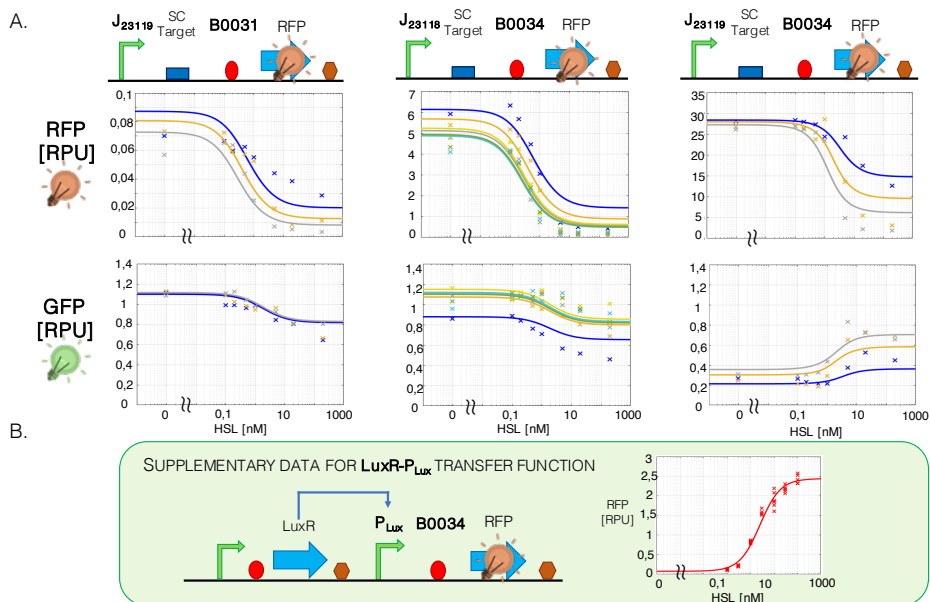 A.
J23119 SC Target B0031 RFP
J23118 SC Target B0034 RFP
J23119 SC Target B0034 RFP
RFP [RPU]
0,1
0,08
0,06
0,04
0,02
0
7
6
5
4
3
2
1
0
35
30
25
20
15
10
5
0
GFP [RPU]
1,4
1,2
1
0,8
0,6
0,4
0,2
0
0 0,1 10 1000
HSL [nM]
1,4
1,2
1
0,8
0,6
0,4
0,2
0
0 0,1 10 1000
HSL [nM]
1,4
1,2
1
0,8
0,6
0,4
0,2
0
0 0,1 10 1000
HSL [nM]
B.
SUPPLEMENTARY DATA FOR LuxR-PLux TRANSFER FUNCTION
LuxR PLux B0034 RFP
RFP [RPU]
3
2,5
2
1,5
1
0,5
0
0 0,1 10 1000
HSL [nM]